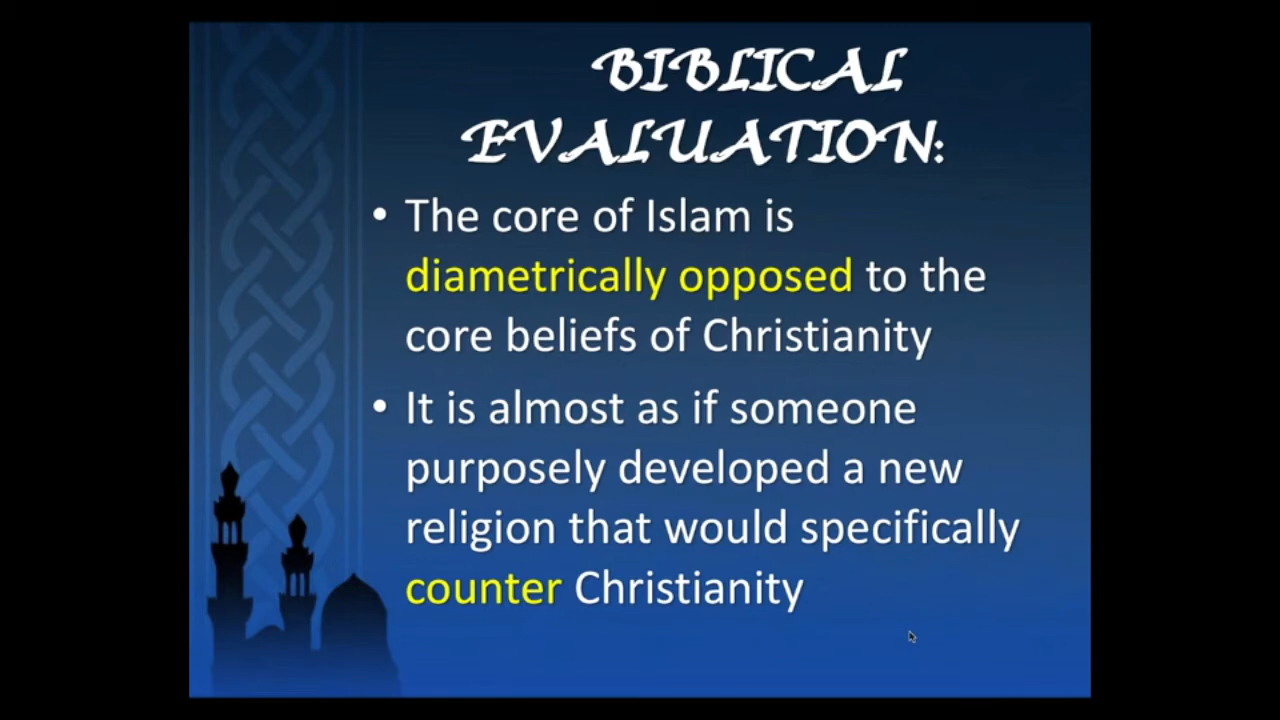 BIBLICAL
EVALUATION:
• The core of Islam is
diametrically opposed to the
core beliefs of Christianity
• It is almost as if someone
purposely developed a new
religion that would specifically
counter Christianity